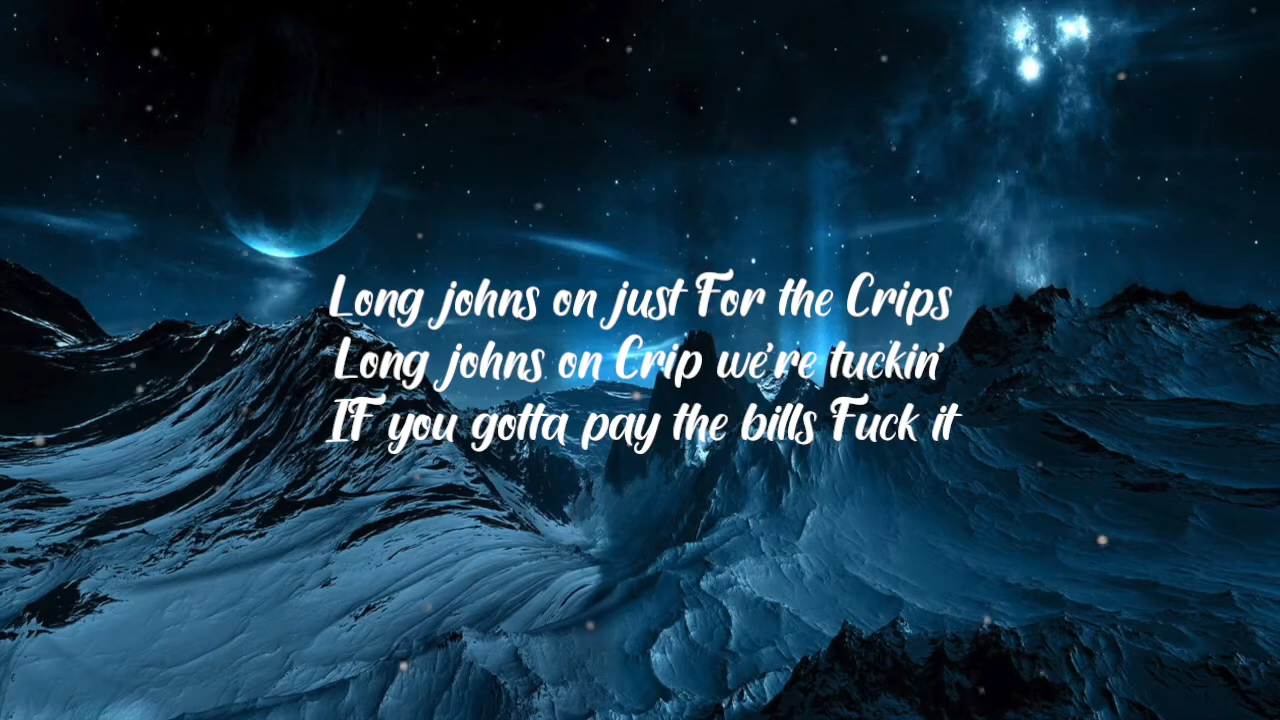 Long johns on just For the Crips
Long johns on Crip we're tuckin'
IF you gotta pay the bills Fuck it